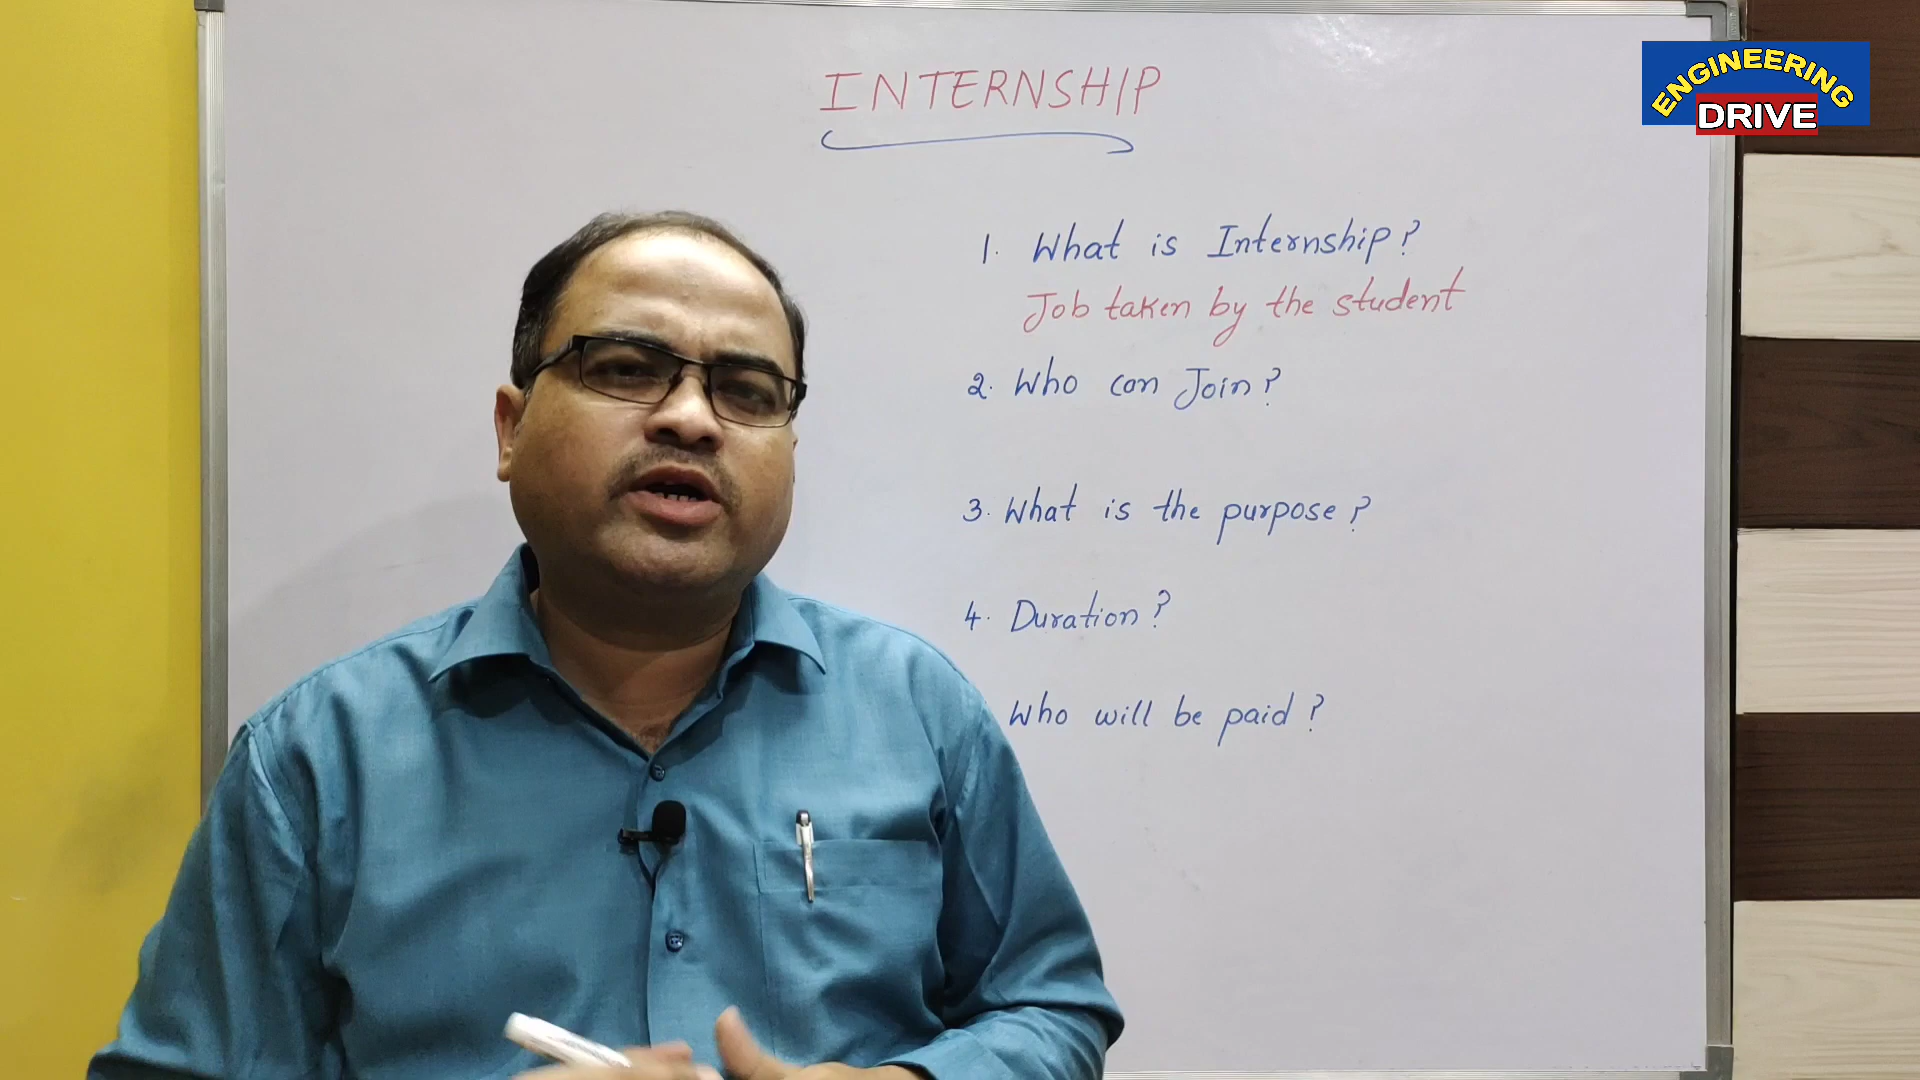 INTERNSHIP
ENGINEERING
DRIVE
1. What is Internship?
Job taken by the student
2. Who can Join?
3. What is the purpose?
4. Duration?
Who will be paid?